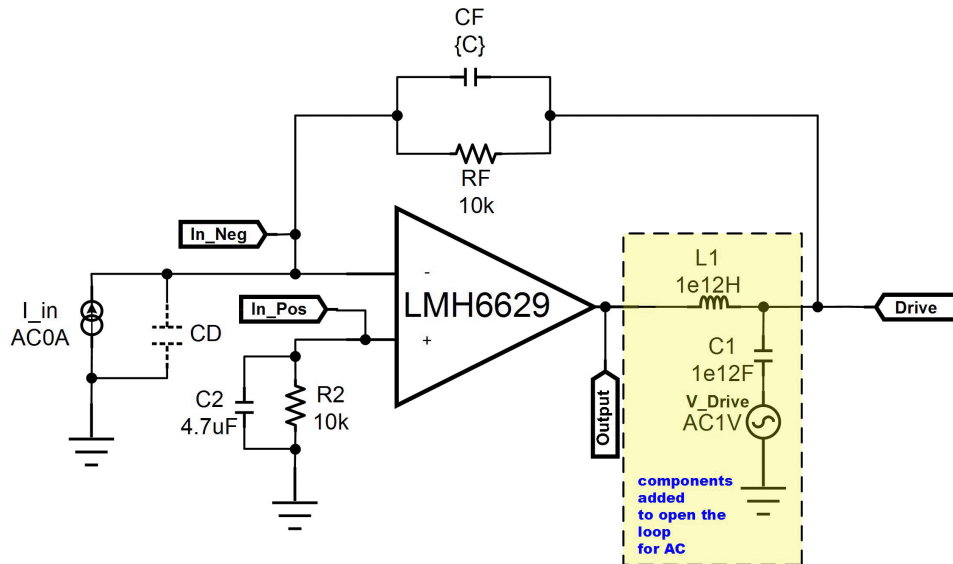 CF
{C}
RF
10k
In_Neg
L1
1e12H
I_in
AC0A
CD
In_Pos
-
LMH6629
+
Drive
C1
1e12F
C2
4.7uF
R2
10k
V_Drive
AC1V
Output
components
added
to open the
loop
for AC